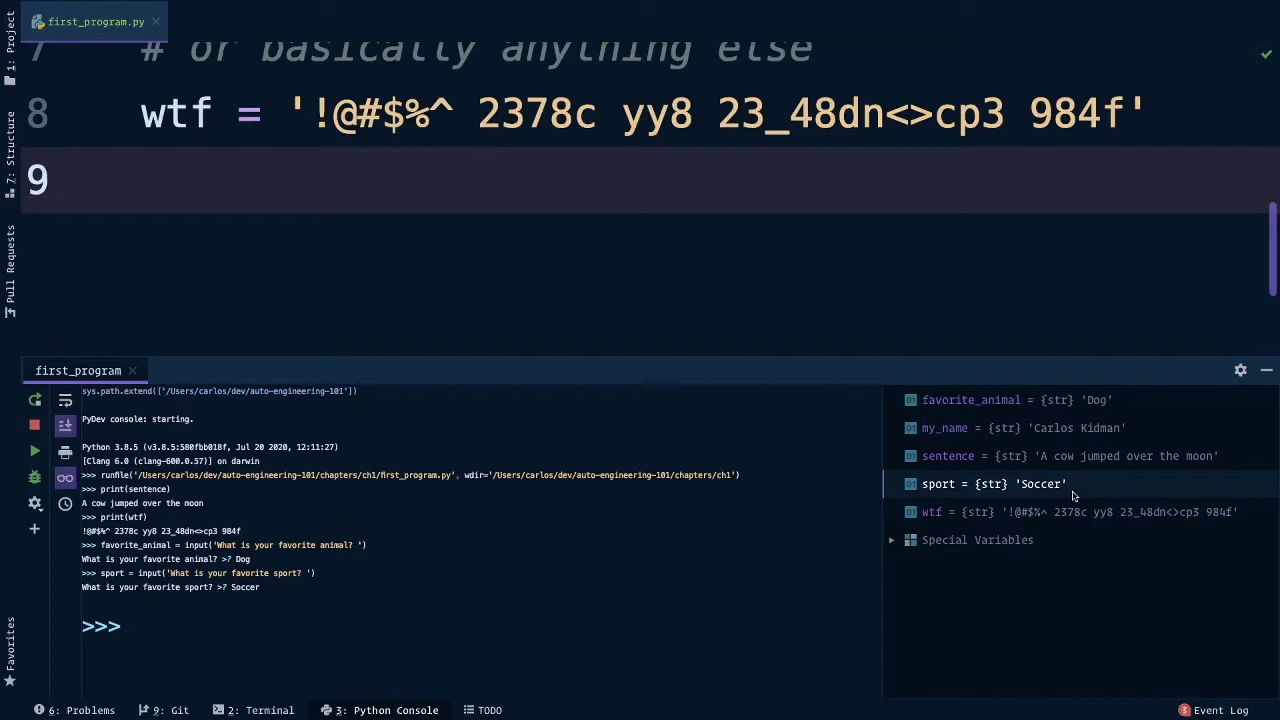 1: Project
first_program.py
7 # or basically anything else
8 wtf = '!@#$%^ 2378c yy8 23_48dn<>cp3 984f'
9
7: Structure
Pull Requests
first_program
sys.path.extend(['/Users/carlos/dev/auto-engineering-101'])
PyDev console: starting.
Python 3.8.5 (v3.8.5:580fbb018f, Jul 20 2020, 12:11:27)
[Clang 6.0 (clang-600.0.57)] on darwin
>>> runfile('/Users/carlos/dev/auto-engineering-101/chapters/ch1/first_program.py', wdir='/Users/carlos/dev/auto-engineering-101/chapters/ch1')
>>> print(sentence)
A cow jumped over the moon
>>> print(wtf)
!@#$%^ 2378c yy8 23_48dn<>cp3 984f
>>> favorite_animal = input('What is your favorite animal? ')
What is your favorite animal? >? Dog
>>> sport = input('What is your favorite sport? ')
What is your favorite sport? >? Soccer
>>>
favorite_animal = {str} 'Dog'
my_name = {str} 'Carlos Kidman'
sentence = {str} 'A cow jumped over the moon'
sport = {str} 'Soccer'
wtf = {str} '!@#$%^ 2378c yy8 23_48dn<>cp3 984f'
Special Variables
Favorites
6: Problems
9: Git
2: Terminal
3: Python Console
TODO
3 Event Log